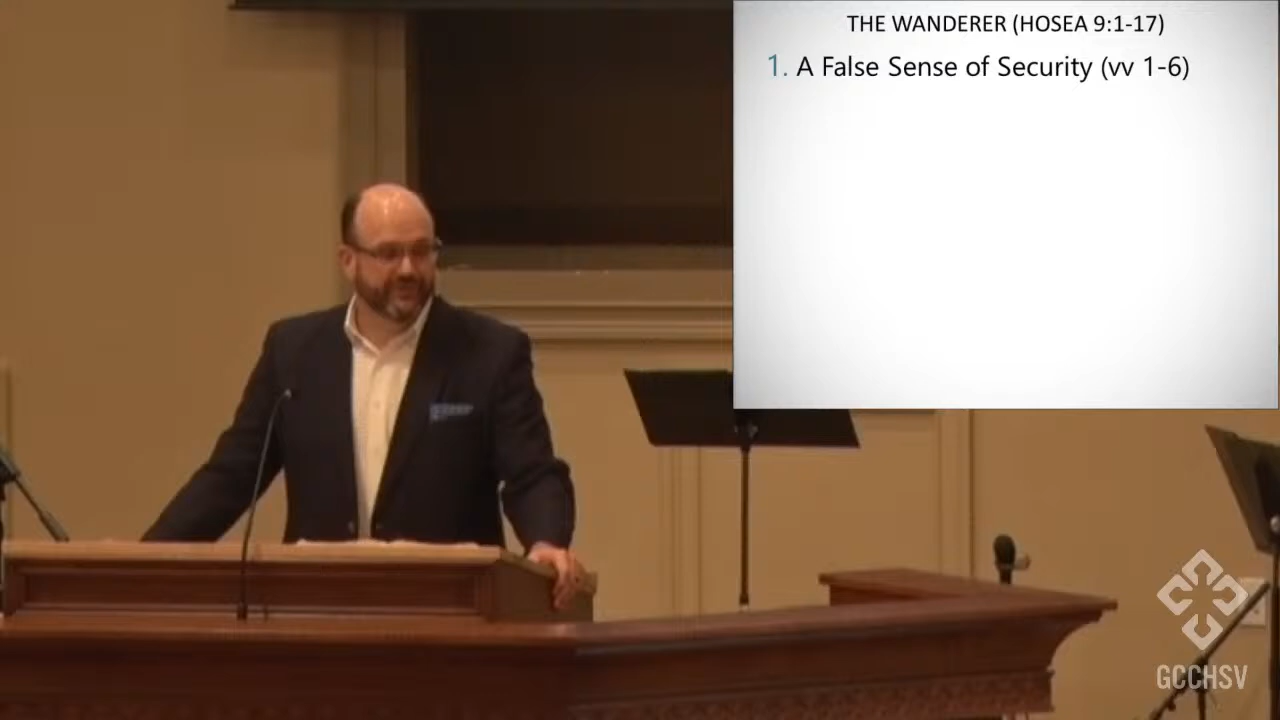 THE WANDERER (HOSEA 9:1-17)
1. A False Sense of Security (vv 1-6)
GCCHSV